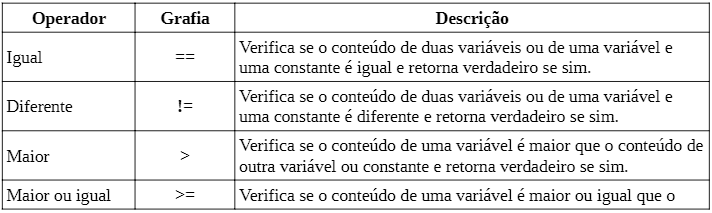 Operador Grafia Descrição
Igual == Verifica se o conteúdo de duas variáveis ou de uma variável e
uma constante é igual e retorna verdadeiro se sim.
Diferente != Verifica se o conteúdo de duas variáveis ou de uma variável e
uma constante é diferente e retorna verdadeiro se sim.
Maior > Verifica se o conteúdo de uma variável é maior que o conteúdo de
outra variável ou constante e retorna verdadeiro se sim.
Maior ou igual >= Verifica se o conteúdo de uma variável é maior ou igual que o